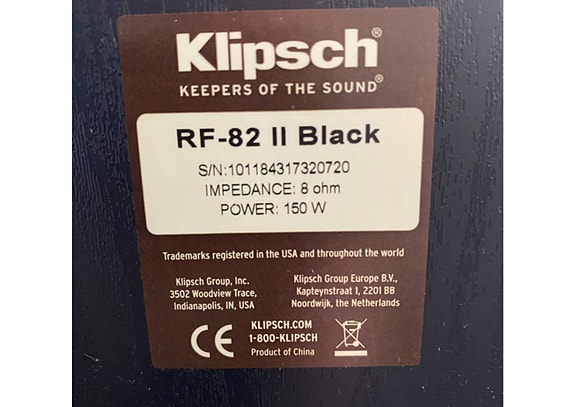 Klipsch®
KEEPERS OF THE SOUND®
RF-82 II Black
S/N:101184317320720
IMPEDANCE: 8 ohm
POWER: 150 W
Trademarks registered in the USA and throughout the world
Klipsch Group, Inc.
3502 Woodview Trace,
Indianapolis, IN, USA
Klipsch Group Europe B.V.,
Kapteynstraat 1, 2201 BB
Noordwijk, the Netherlands
CE
KLIPSCH.COM
1-800-KLIPSCH
Product of China